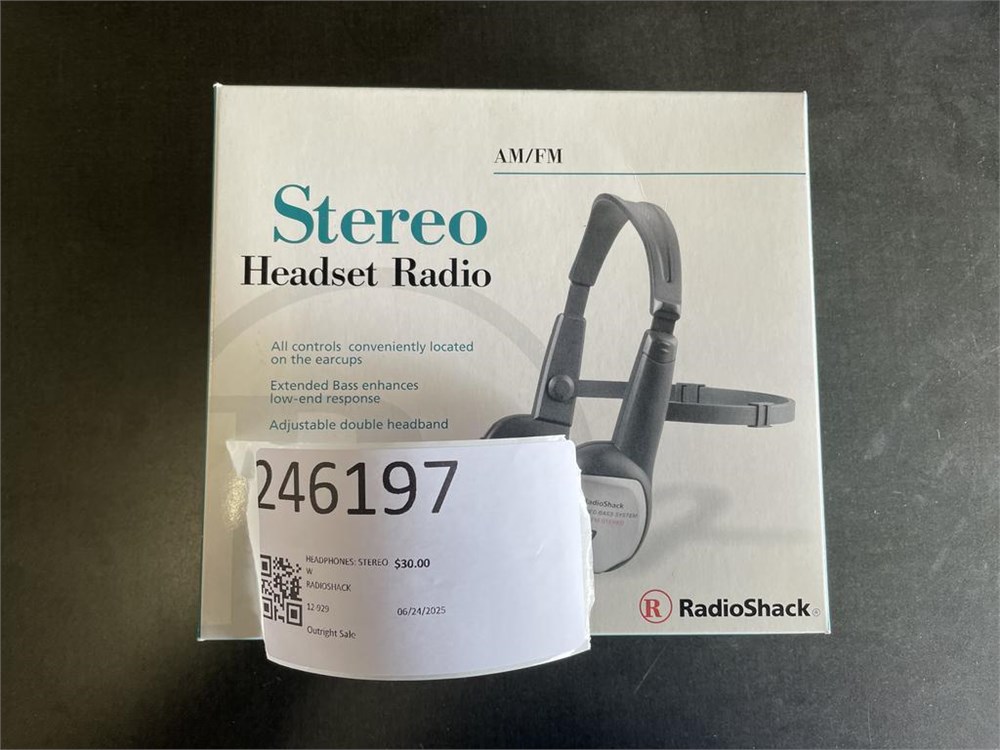 AM/FM
Stereo
Headset Radio
All controls conveniently located
on the earcups
Extended Bass enhances
low-end response
Adjustable double headband
246197
HEADPHONES: STEREO $30.00
W
RADIOSHACK
12-929
06/24/2025
Outright Sale
RadioShack
STEREO
R RadioShack®